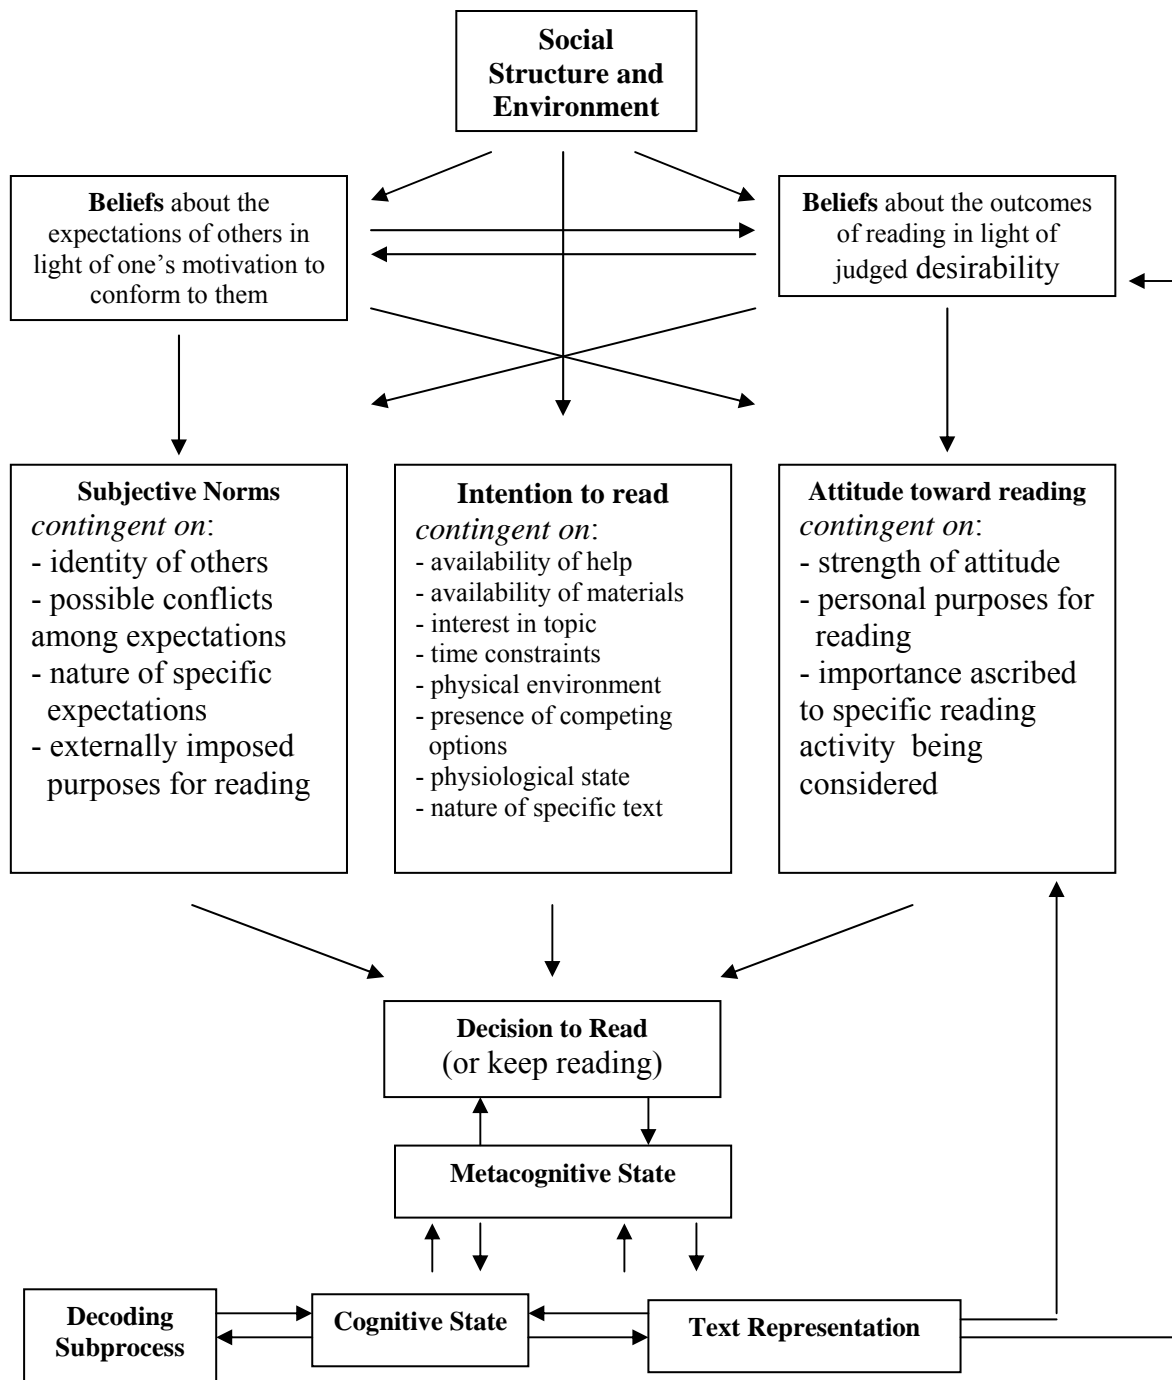 Social
Structure and
Environment
Beliefs about the
expectations of others in
light of one's motivation to
conform to them
Beliefs about the outcomes
of reading in light of
judged desirability
Subjective Norms
contingent on:
- identity of others
- possible conflicts
among expectations
- nature of specific
expectations
- externally imposed
purposes for reading
Intention to read
contingent on:
- availability of help
- availability of materials
- interest in topic
- time constraints
- physical environment
- presence of competing
options
- physiological state
- nature of specific text
Attitude toward reading
contingent on:
- strength of attitude
- personal purposes for
reading
- importance ascribed
to specific reading
activity being
considered
Decision to Read
(or keep reading)
Metacognitive State
Decoding
Subprocess
Cognitive State
Text Representation